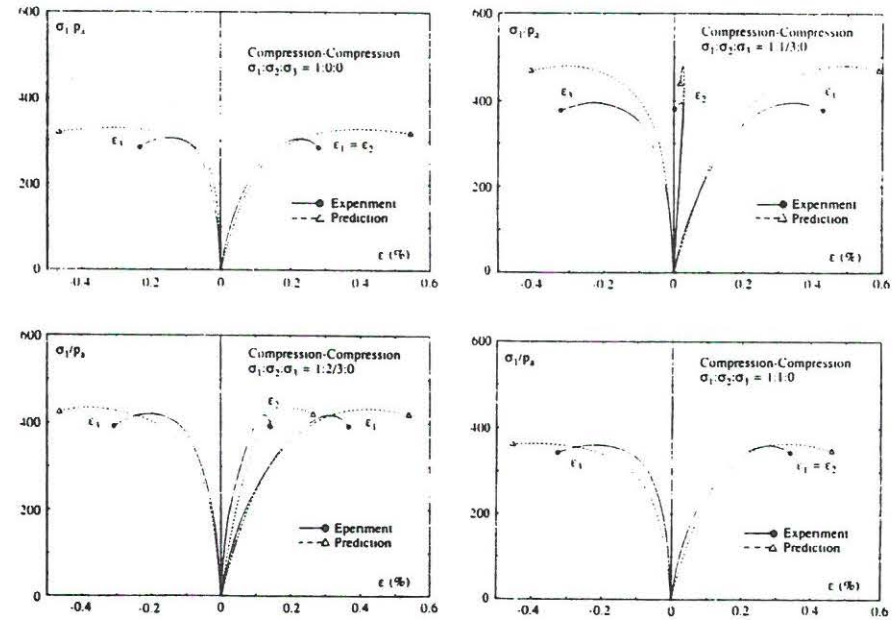 600
σ₁ pₐ
Compression-Compression
σ₁:σ₂:σ₃ = 1:0:0
400
ε₃
ε₁ = ε₂
200
Experiment
Prediction
ε (%)
0
-0.4
0.2
0
0.2
0.4
0.6
600
σ₁·pₐ
Compression-Compression
σ₁:σ₂:σ₃ = 1:1/3:0
400
ε₃
ε₂
ε₁
200
Experiment
Prediction
ε (%)
0
-0.4
-0.2
0
0.2
0.4
0.6
600
σ₁/pₐ
Compression-Compression
σ₁:σ₂:σ₃ = 1:2/3:0
400
ε₃
ε₂
ε₁
200
Eperiment
Prediction
ε (%)
0
-0.4
-0.2
0
0.2
0.4
0.6
600
σ₁/pₐ
Compression-Compression
σ₁:σ₂:σ₃ = 1:1:0
400
ε₃
ε₁ = ε₂
200
Experiment
Prediction
ε (%)
0
-0.4
-0.2
0
0.2
0.4
0.6